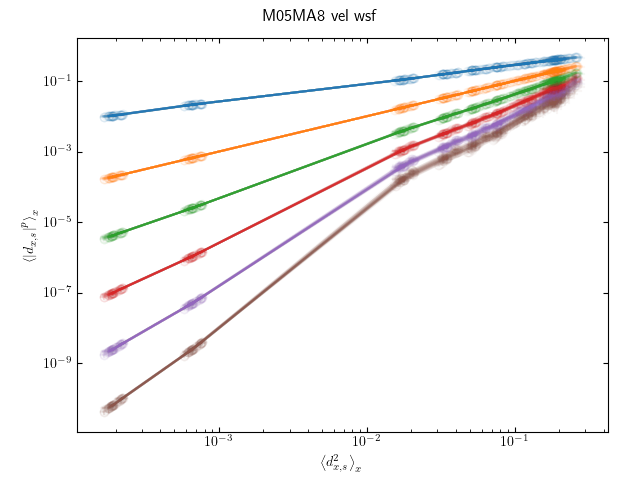 M05MA8 vel wsf
10⁻¹
10⁻³
10⁻⁵
10⁻⁷
10⁻⁹
⟨|d_{x,s}|^p⟩_x
10⁻³ 10⁻² 10⁻¹
⟨d²_{x,s}⟩_x